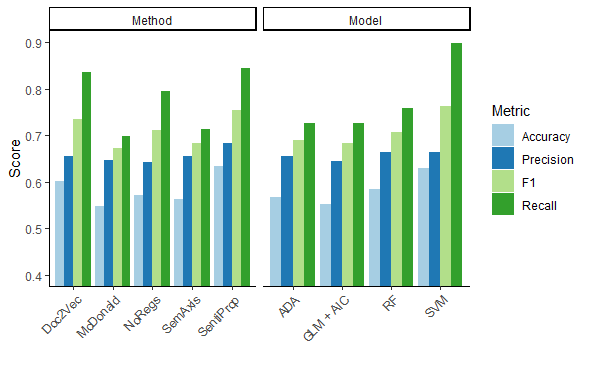 Method
Model
0.9
0.8
0.7
0.6
0.5
0.4
Score
Doc2Vec
McDonald
NoRegs
SemAxis
SentiProp
ADA
GLM + AIC
RF
SVM
Metric
Accuracy
Precision
F1
Recall